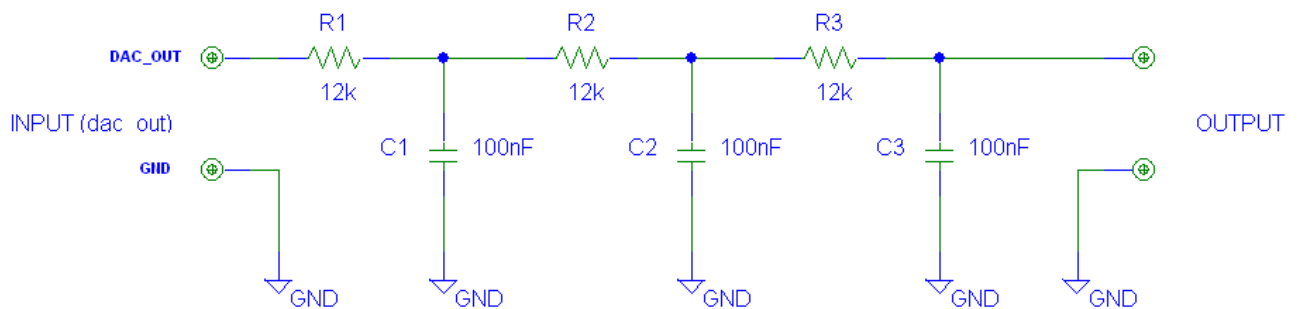 R1
R2
R3
DAC_OUT
12k
12k
12k
INPUT (dac out)
OUTPUT
C1
100nF
C2
100nF
C3
100nF
GND
GND
GND
GND
GND
GND